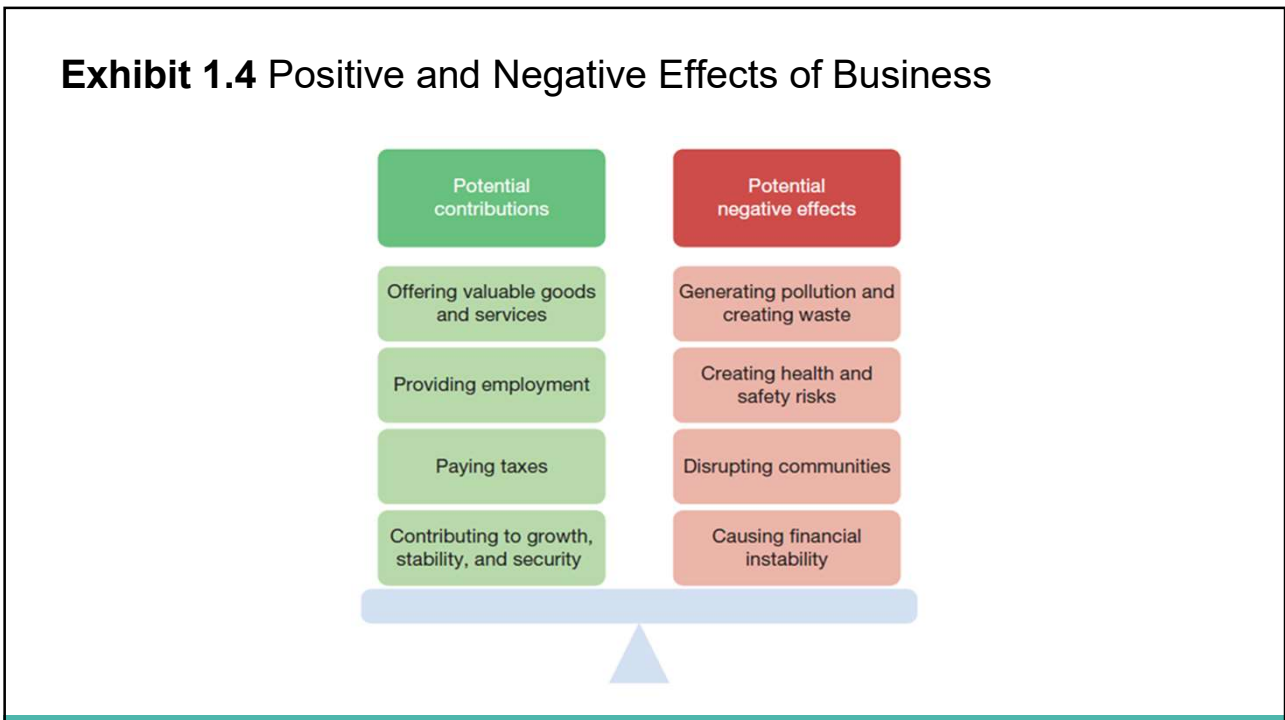 Exhibit 1.4 Positive and Negative Effects of Business
Potential
contributions
Offering valuable goods
and services
Providing employment
Paying taxes
Contributing to growth,
stability, and security
Potential
negative effects
Generating pollution and
creating waste
Creating health and
safety risks
Disrupting communities
Causing financial
instability